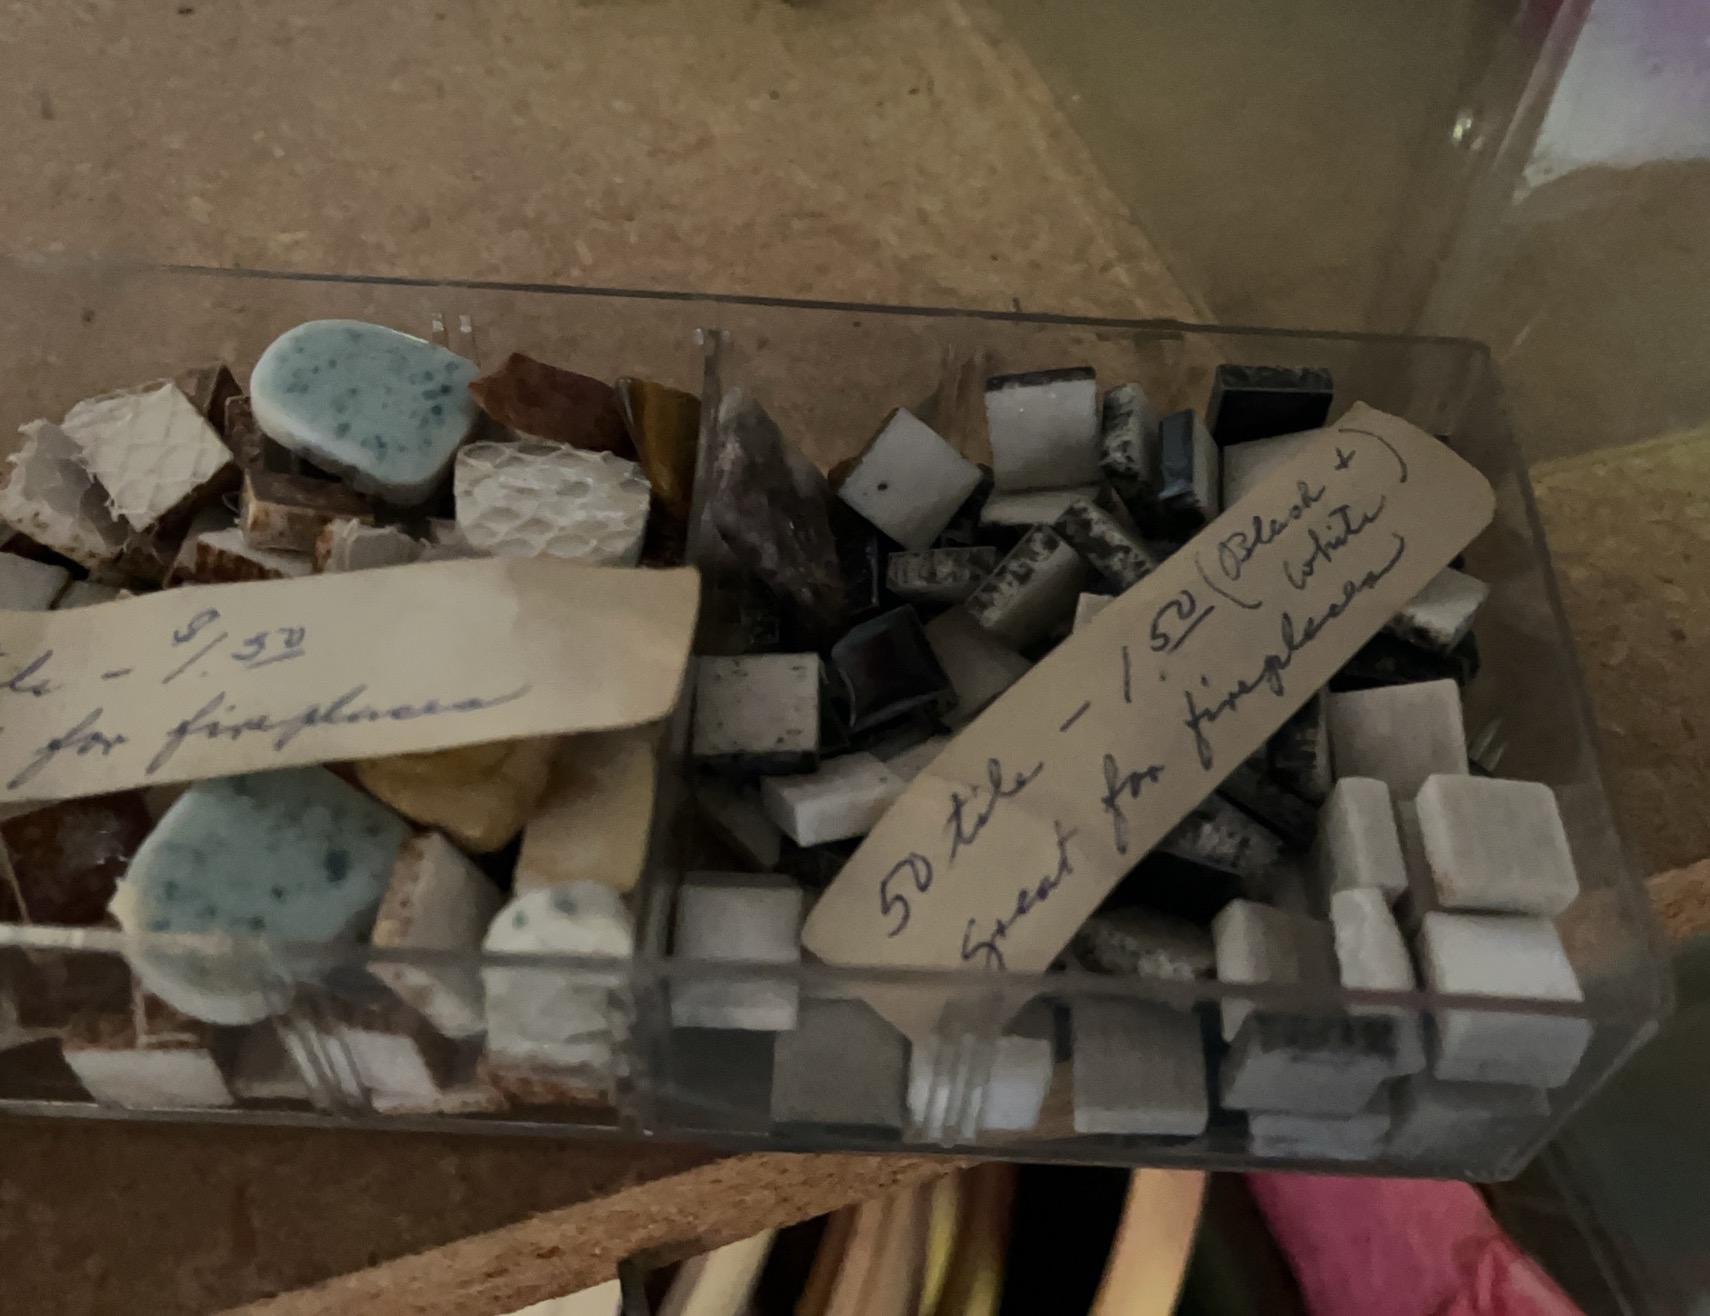 - $1.50
for fireplaces
50 tile - 1.50 (Black +
White)
Great for fireplaces